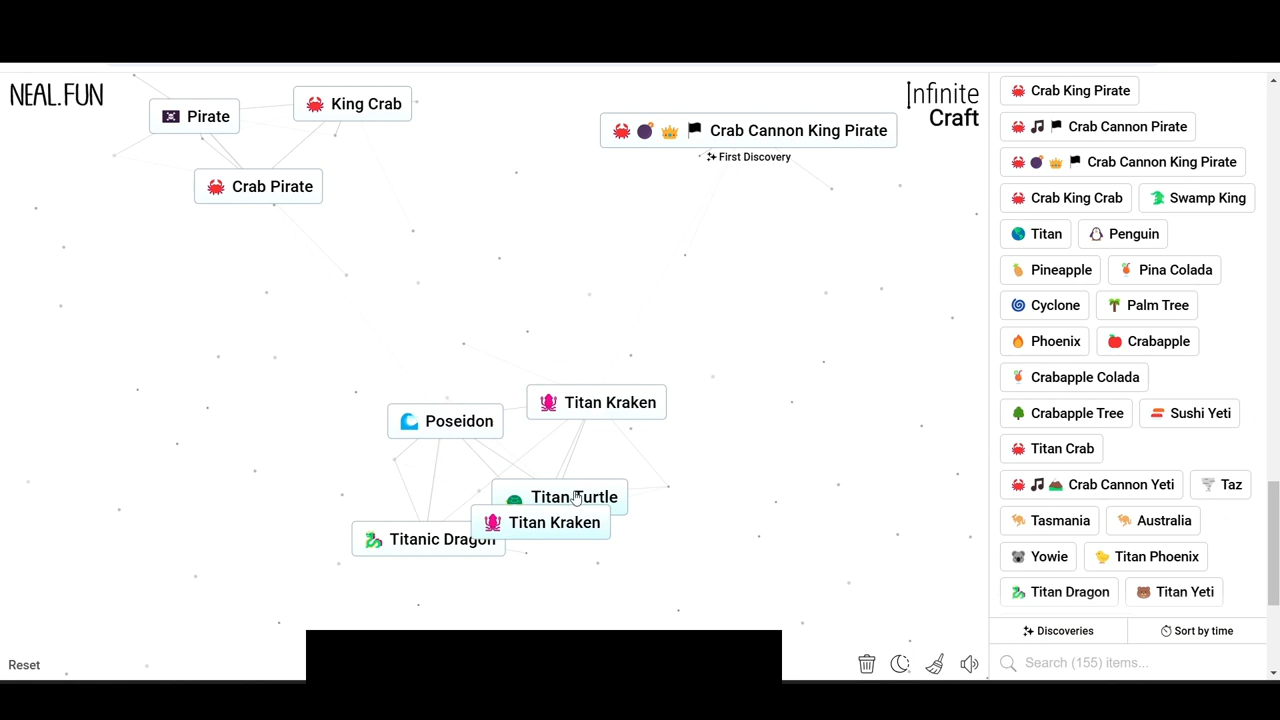 NEAL.FUN
Pirate
King Crab
Crab Pirate
Crab Cannon King Pirate
First Discovery
Infinite
Craft
Poseidon
Titan Kraken
Titan Turtle
Titan Kraken
Titanic Dragon
Crab King Pirate
Crab Cannon Pirate
Crab Cannon King Pirate
Crab King Crab Swamp King
Titan Penguin
Pineapple Pina Colada
Cyclone Palm Tree
Phoenix Crabapple
Crabapple Colada
Crabapple Tree Sushi Yeti
Titan Crab
Crab Cannon Yeti Taz
Tasmania Australia
Yowie Titan Phoenix
Titan Dragon Titan Yeti
Discoveries Sort by time
Search (155) items...
Reset